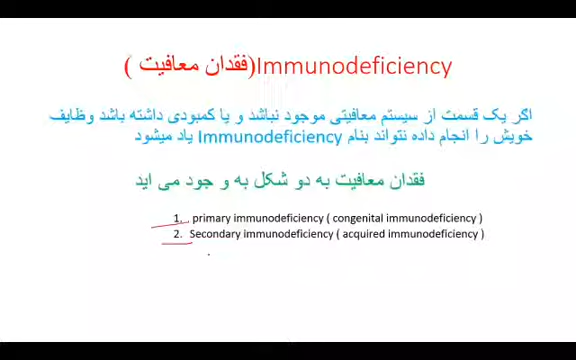 Immunodeficiency(فقدان معافیت )
اگر یک قسمت از سیستم معافیتی موجود نباشد و یا کمبودی داشته باشد وظایف
خویش را انجام داده نتواند بنام Immunodeficiency یاد میشود
فقدان معافیت به دو شکل به و جود می اید
1. primary immunodeficiency ( congenital immunodeficiency )
2. Secondary immunodeficiency ( acquired immunodeficiency )